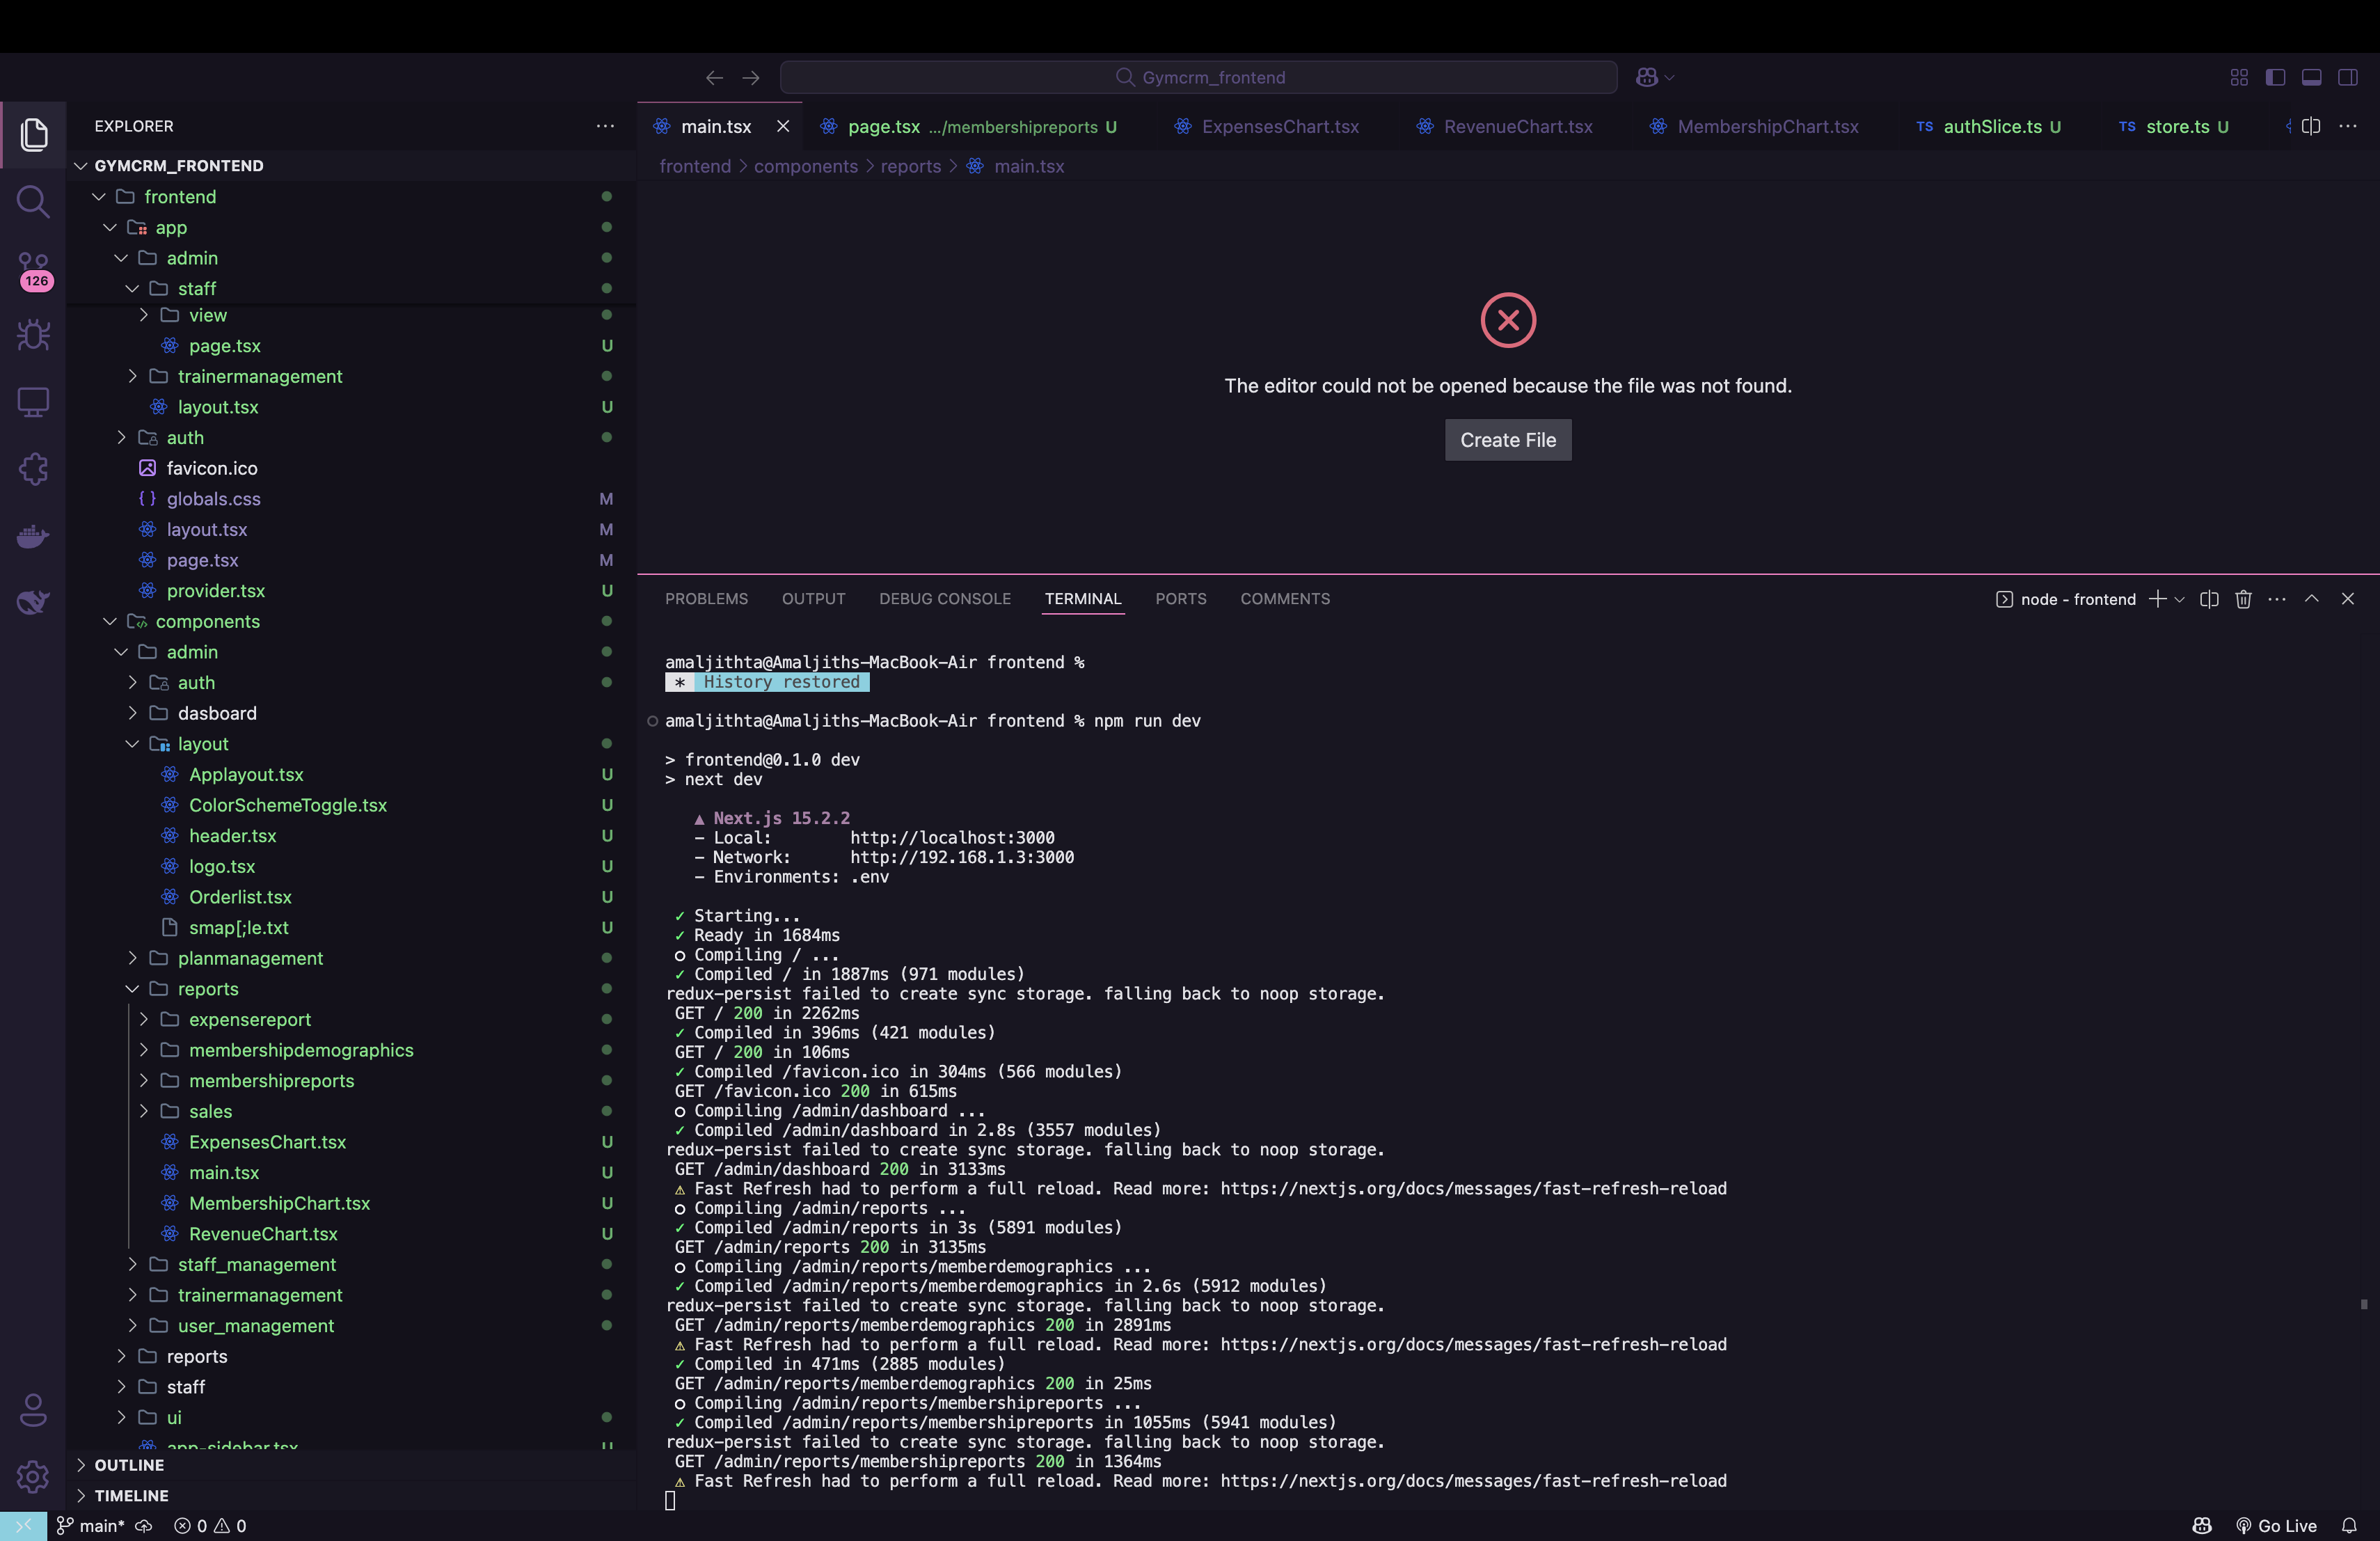 Gymcrm_frontend
EXPLORER
GYMCRM_FRONTEND
frontend
app
admin
staff
view
page.tsx U
trainermanagement
layout.tsx U
auth
favicon.ico
globals.css M
layout.tsx M
page.tsx M
provider.tsx U
components
admin
auth
dasboard
layout
Applayout.tsx U
ColorSchemeToggle.tsx U
header.tsx U
logo.tsx U
Orderlist.tsx U
smap[;le.txt U
planmanagement
reports
expensereport
membershipdemographics
membershipreports
sales
ExpensesChart.tsx U
main.tsx U
MembershipChart.tsx U
RevenueChart.tsx U
staff_management
trainermanagement
user_management
reports
staff
ui
app-sidebar.tsx U
OUTLINE
TIMELINE
126
main.tsx page.tsx .../membershipreports U ExpensesChart.tsx RevenueChart.tsx MembershipChart.tsx TS authSlice.ts U TS store.ts U
frontend > components > reports > main.tsx
The editor could not be opened because the file was not found.
Create File
PROBLEMS OUTPUT DEBUG CONSOLE TERMINAL PORTS COMMENTS
node - frontend
amaljithta@Amaljiths-MacBook-Air frontend %
* History restored
amaljithta@Amaljiths-MacBook-Air frontend % npm run dev
> frontend@0.1.0 dev
> next dev
▲ Next.js 15.2.2
- Local: http://localhost:3000
- Network: http://192.168.1.3:3000
- Environments: .env
✓ Starting...
✓ Ready in 1684ms
○ Compiling / ...
✓ Compiled / in 1887ms (971 modules)
redux-persist failed to create sync storage. falling back to noop storage.
GET / 200 in 2262ms
✓ Compiled in 396ms (421 modules)
GET / 200 in 106ms
✓ Compiled /favicon.ico in 304ms (566 modules)
GET /favicon.ico 200 in 615ms
○ Compiling /admin/dashboard ...
✓ Compiled /admin/dashboard in 2.8s (3557 modules)
redux-persist failed to create sync storage. falling back to noop storage.
GET /admin/dashboard 200 in 3133ms
⚠ Fast Refresh had to perform a full reload. Read more: https://nextjs.org/docs/messages/fast-refresh-reload
○ Compiling /admin/reports ...
✓ Compiled /admin/reports in 3s (5891 modules)
GET /admin/reports 200 in 3135ms
○ Compiling /admin/reports/memberdemographics ...
✓ Compiled /admin/reports/memberdemographics in 2.6s (5912 modules)
redux-persist failed to create sync storage. falling back to noop storage.
GET /admin/reports/memberdemographics 200 in 2891ms
⚠ Fast Refresh had to perform a full reload. Read more: https://nextjs.org/docs/messages/fast-refresh-reload
✓ Compiled in 471ms (2885 modules)
GET /admin/reports/memberdemographics 200 in 25ms
○ Compiling /admin/reports/membershipreports ...
✓ Compiled /admin/reports/membershipreports in 1055ms (5941 modules)
redux-persist failed to create sync storage. falling back to noop storage.
GET /admin/reports/membershipreports 200 in 1364ms
⚠ Fast Refresh had to perform a full reload. Read more: https://nextjs.org/docs/messages/fast-refresh-reload
main* 0 0
Go Live